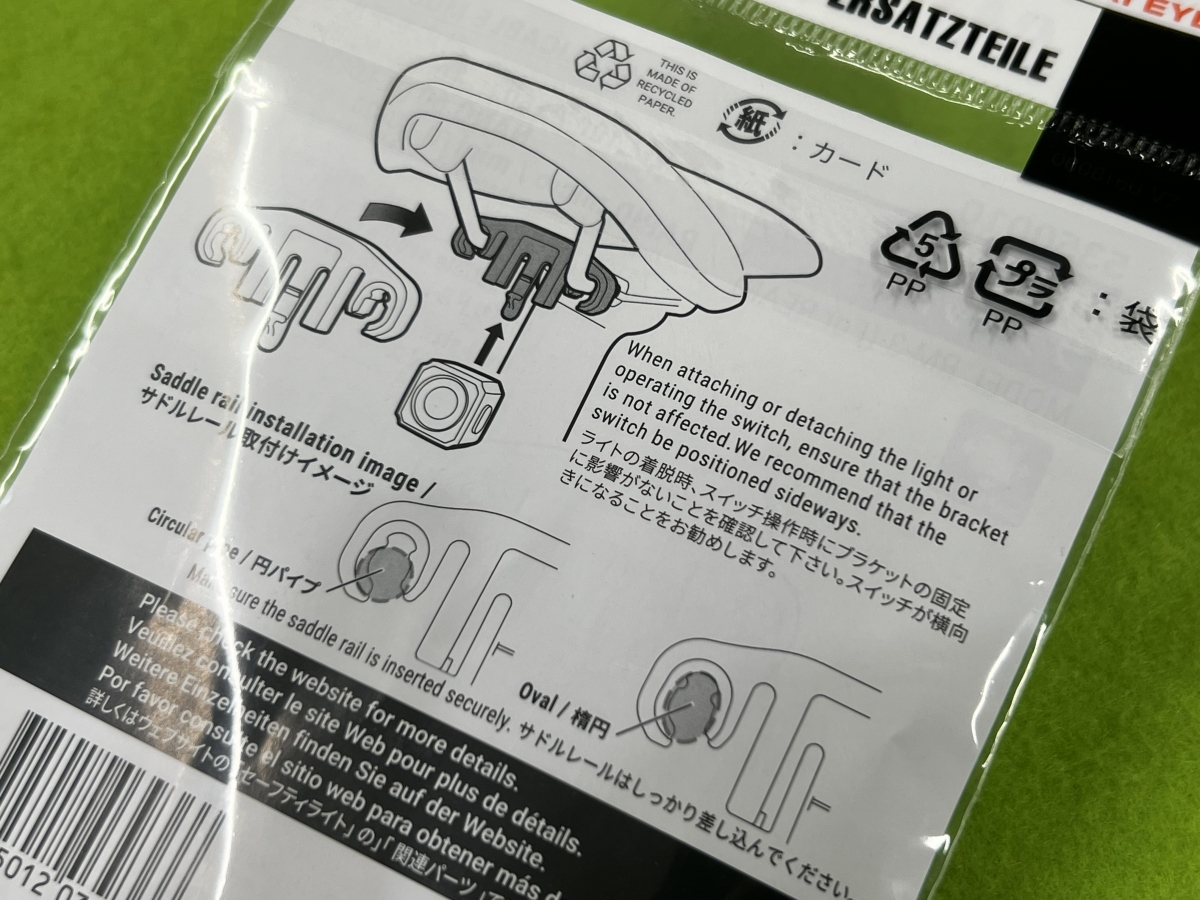 ERSATZTEILE
THIS IS
MADE OF
RECYCLED
PAPER.
紙
:カード
5
PP
プラ
PP
:袋
When attaching or detaching the light or
operating the switch, ensure that the bracket
is not affected. We recommend that the
switch be positioned sideways.
ライトの着脱時、スイッチ操作時にブラケットの固定
に影響がないことを確認して下さい。スイッチが横向
きになることをお勧めします。
Saddle rail installation image /
サドルレール取付けイメージ
Circular pipe / 円パイプ
Oval / 楕円
Make sure the saddle rail is inserted securely. サドルレールはしっかり差し込んでください。
Please check the website for more details.
Veuillez consulter le site Web pour plus de détails.
Weitere Einzelheiten finden Sie auf der Website.
Por favor consulte el sitio web para obtener más d
詳しくはウェブサイトの「セーフティライト」の「関連パーツ」で
5012 07